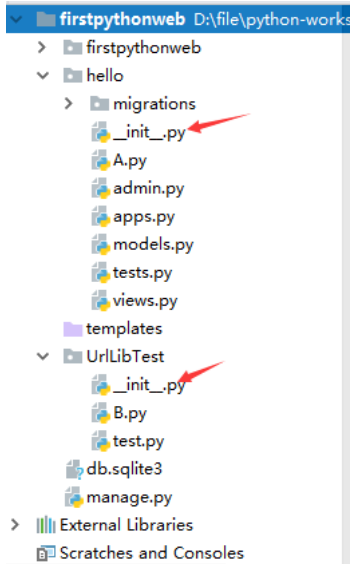 firstpythonweb D:\file\python-works
firstpythonweb
hello
migrations
__init__.py
A.py
admin.py
apps.py
models.py
tests.py
views.py
templates
UrlLibTest
__init__.py
B.py
test.py
db.sqlite3
manage.py
External Libraries
Scratches and Consoles